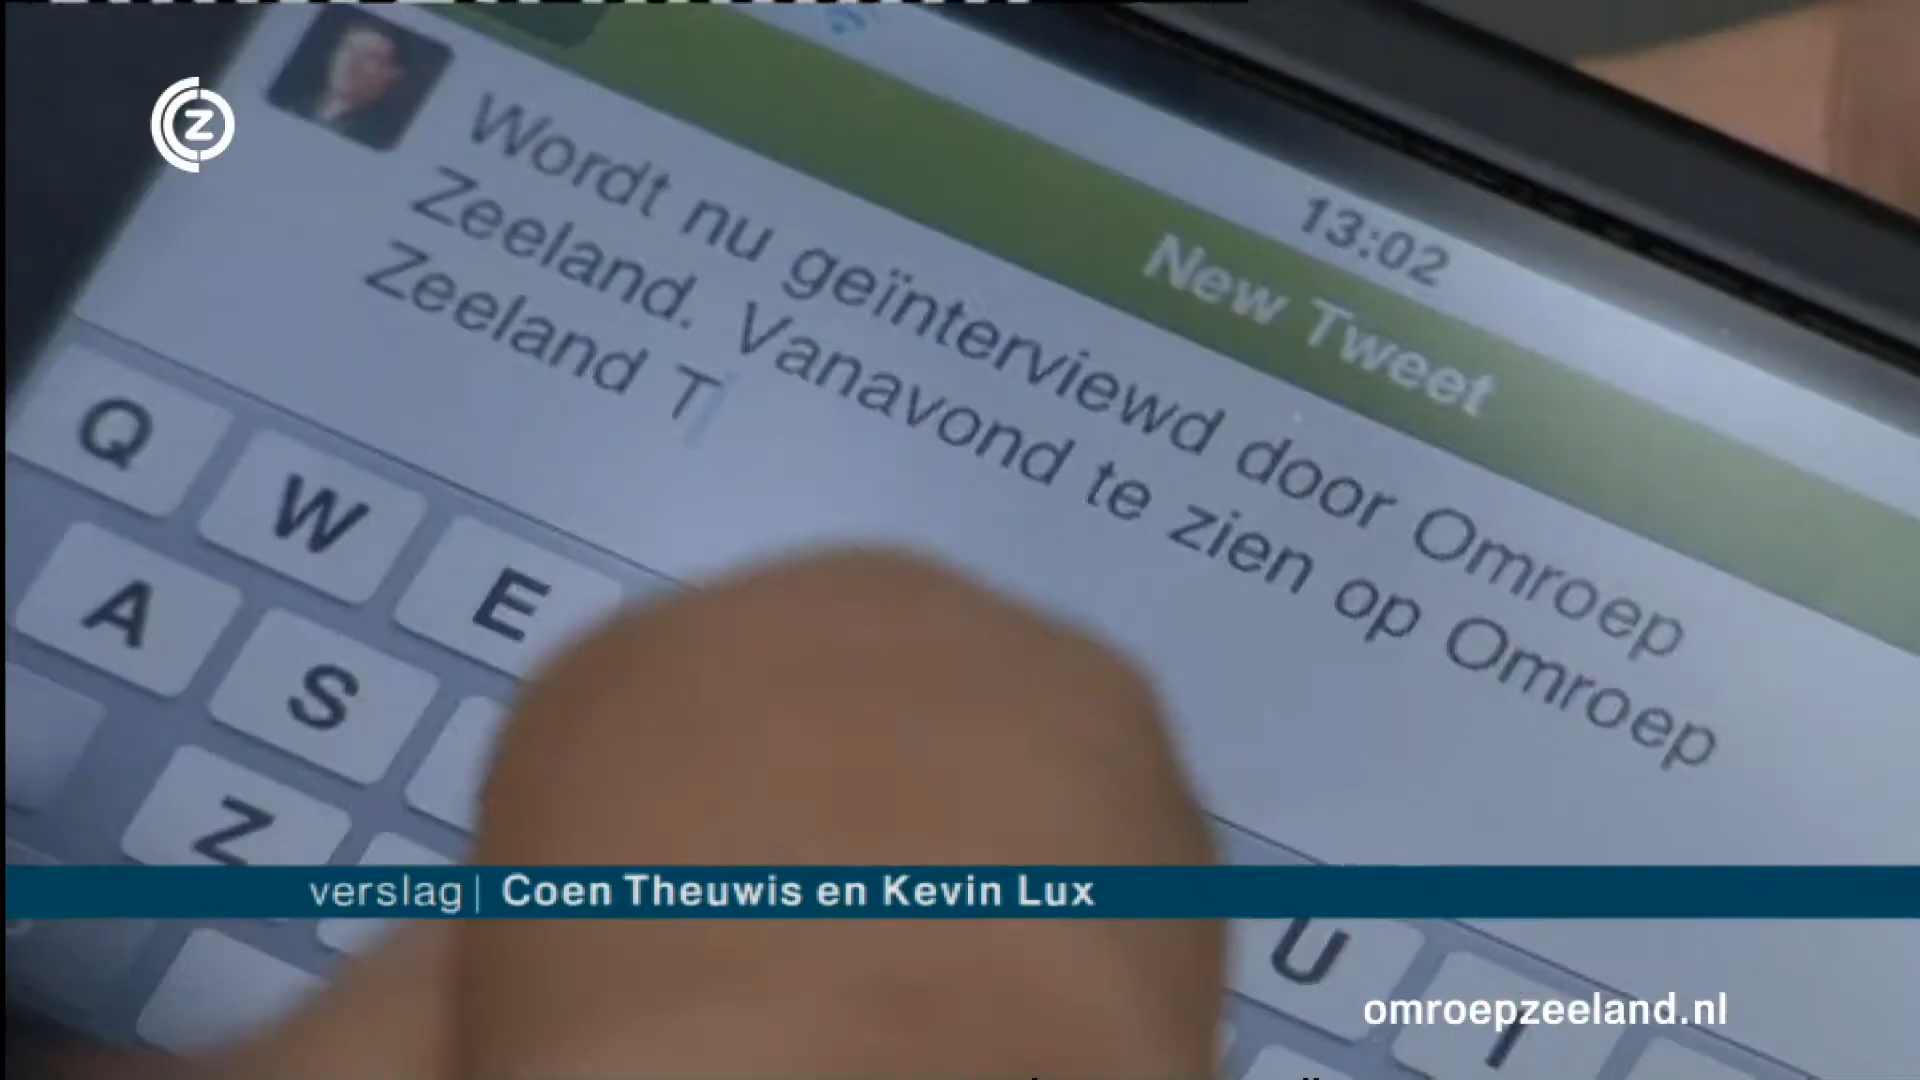 Z
13:02
New Tweet
Wordt nu geïnterviewd door Omroep
Zeeland. Vanavond te zien op Omroep
Zeeland T
Q W E
A S
Z
U I
verslag| Coen Theuwis en Kevin Lux
omroepzeeland.nl